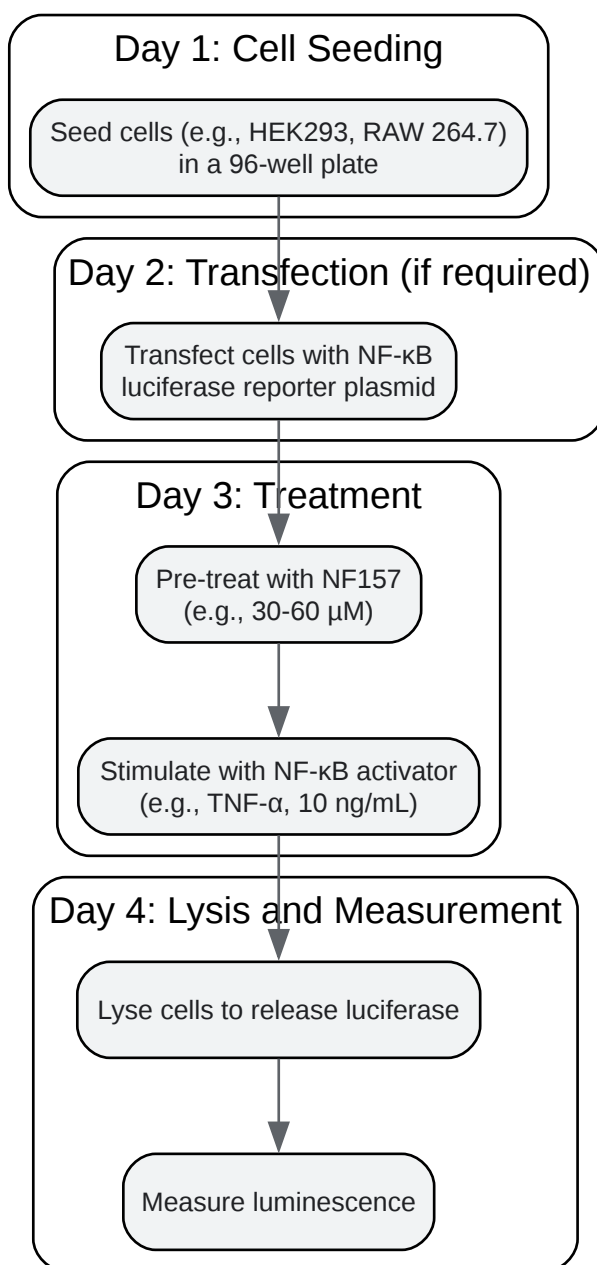 Day 1: Cell Seeding
Seed cells (e.g., HEK293, RAW 264.7)
in a 96-well plate
Day 2: Transfection (if required)
Transfect cells with NF-κB
luciferase reporter plasmid
Day 3: Treatment
Pre-treat with NF157
(e.g., 30-60 µM)
Stimulate with NF-κB activator
(e.g., TNF-α, 10 ng/mL)
Day 4: Lysis and Measurement
Lyse cells to release luciferase
Measure luminescence